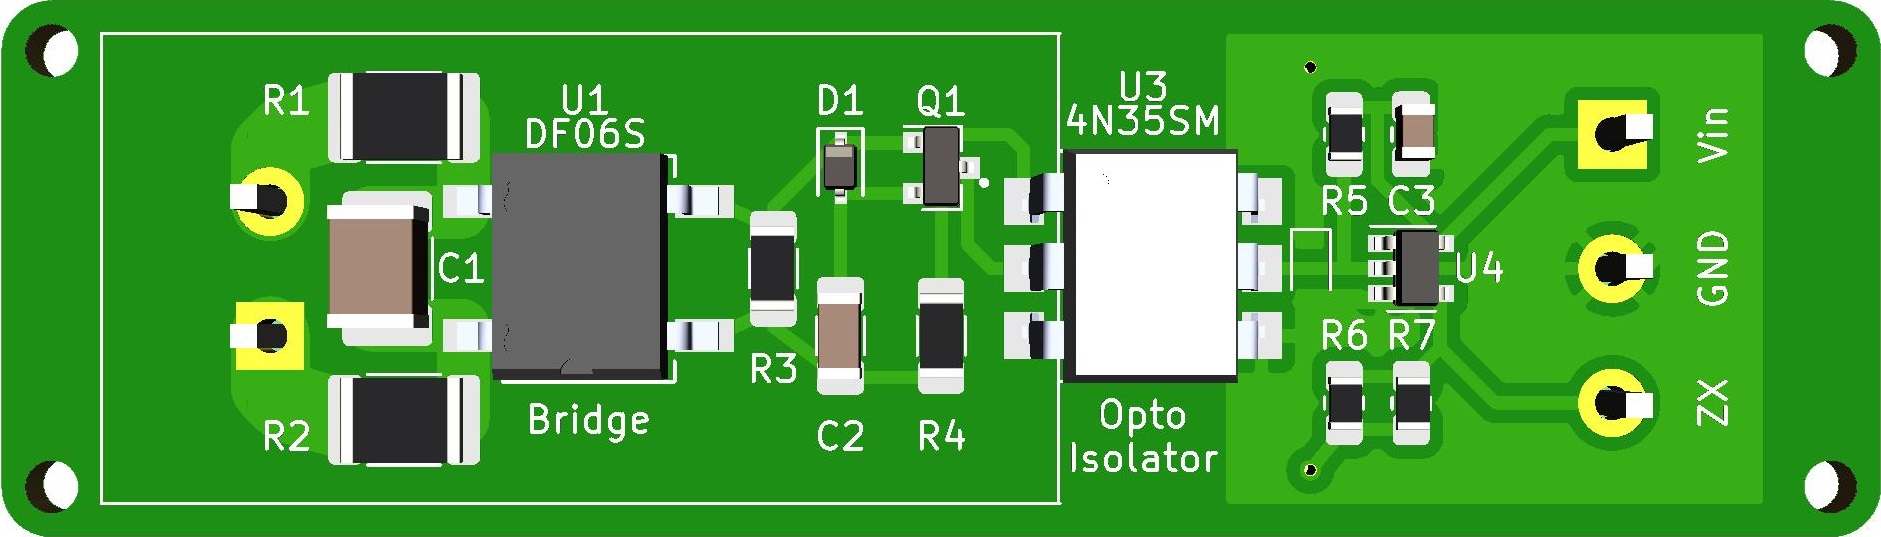 R1
U1
DF06S
D1
Q1
U3
4N35SM
Vin
R5
C3
C1
U4
GND
R6
R7
R3
ZX
Bridge
Opto
Isolator
R2
C2
R4